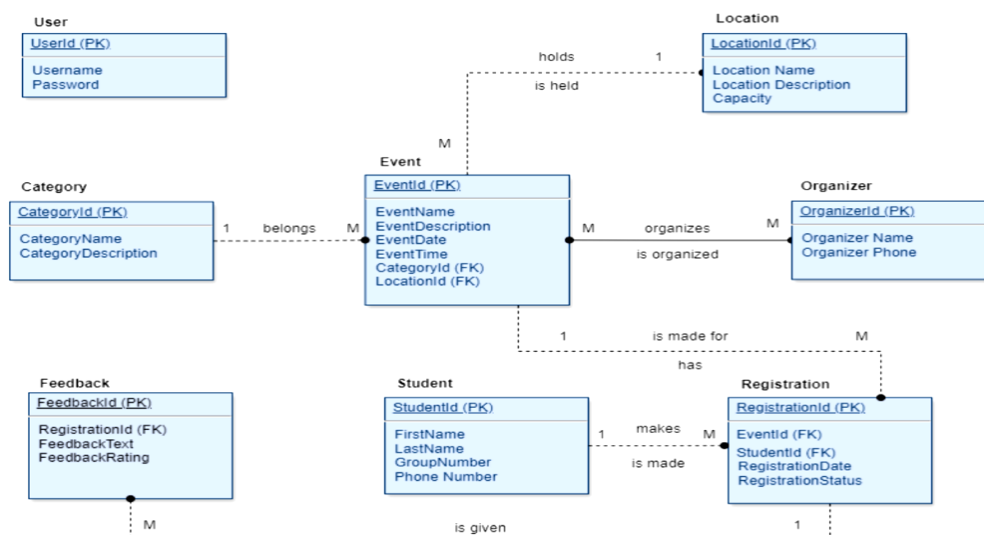 User
UserId (PK)
Username
Password
Location
LocationId (PK)
Location Name
Location Description
Capacity
holds
1
is held
M
Event
EventId (PK)
EventName
EventDescription
EventDate
EventTime
CategoryId (FK)
LocationId (FK)
Category
CategoryId (PK)
CategoryName
CategoryDescription
1
belongs
M
Organizer
OrganizerId (PK)
Organizer Name
Organizer Phone
M
organizes
M
is organized
1
is made for
M
has
Feedback
FeedbackId (PK)
RegistrationId (FK)
FeedbackText
FeedbackRating
Student
StudentId (PK)
FirstName
LastName
GroupNumber
Phone Number
1
makes
M
is made
Registration
RegistrationId (PK)
EventId (FK)
StudentId (FK)
RegistrationDate
RegistrationStatus
M
is given
1